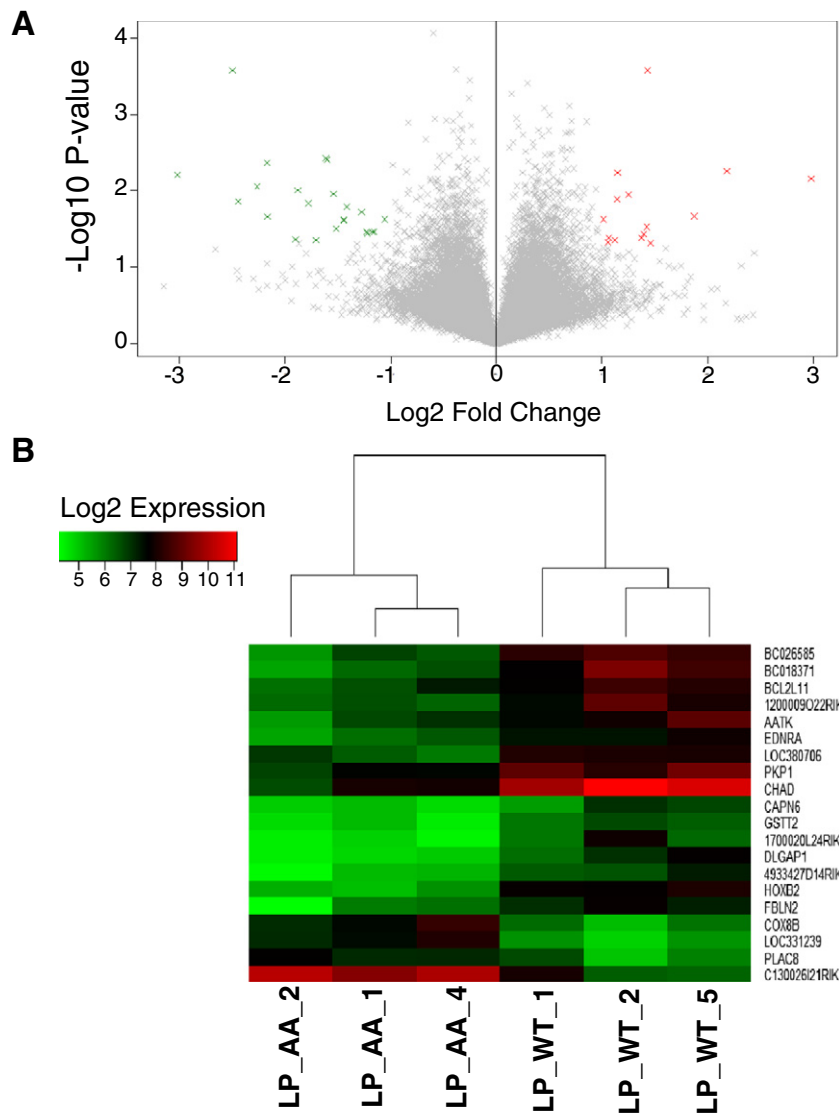 A
-Log10 P-value
4
3
2
1
0
-3 -2 -1 0 1 2 3
Log2 Fold Change
B
Log2 Expression
5 6 7 8 9 10 11
BC026585
BC018371
BCL2L11
1200009O22RIK
AATK
EDNRA
LOC380706
PKP1
CHAD
CAPN6
GSTT2
1700020L24RIK
DLGAP1
4933427D14RIK
HOXB2
FBLN2
COX8B
LOC331239
PLAC8
C130026I21RIK
LP_AA_2
LP_AA_1
LP_AA_4
LP_WT_1
LP_WT_2
LP_WT_5